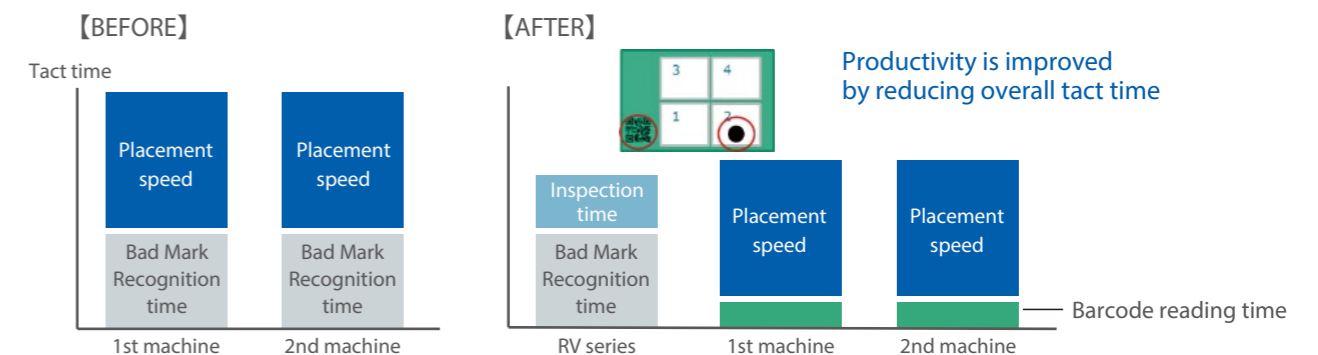 【BEFORE】
Tact time
Placement
speed
Placement
speed
Bad Mark
Recognition
time
Bad Mark
Recognition
time
1st machine
2nd machine
【AFTER】
3
4
1
2
Productivity is improved
by reducing overall tact time
Inspection
time
Bad Mark
Recognition
time
Placement
speed
Placement
speed
Barcode reading time
RV series
1st machine
2nd machine